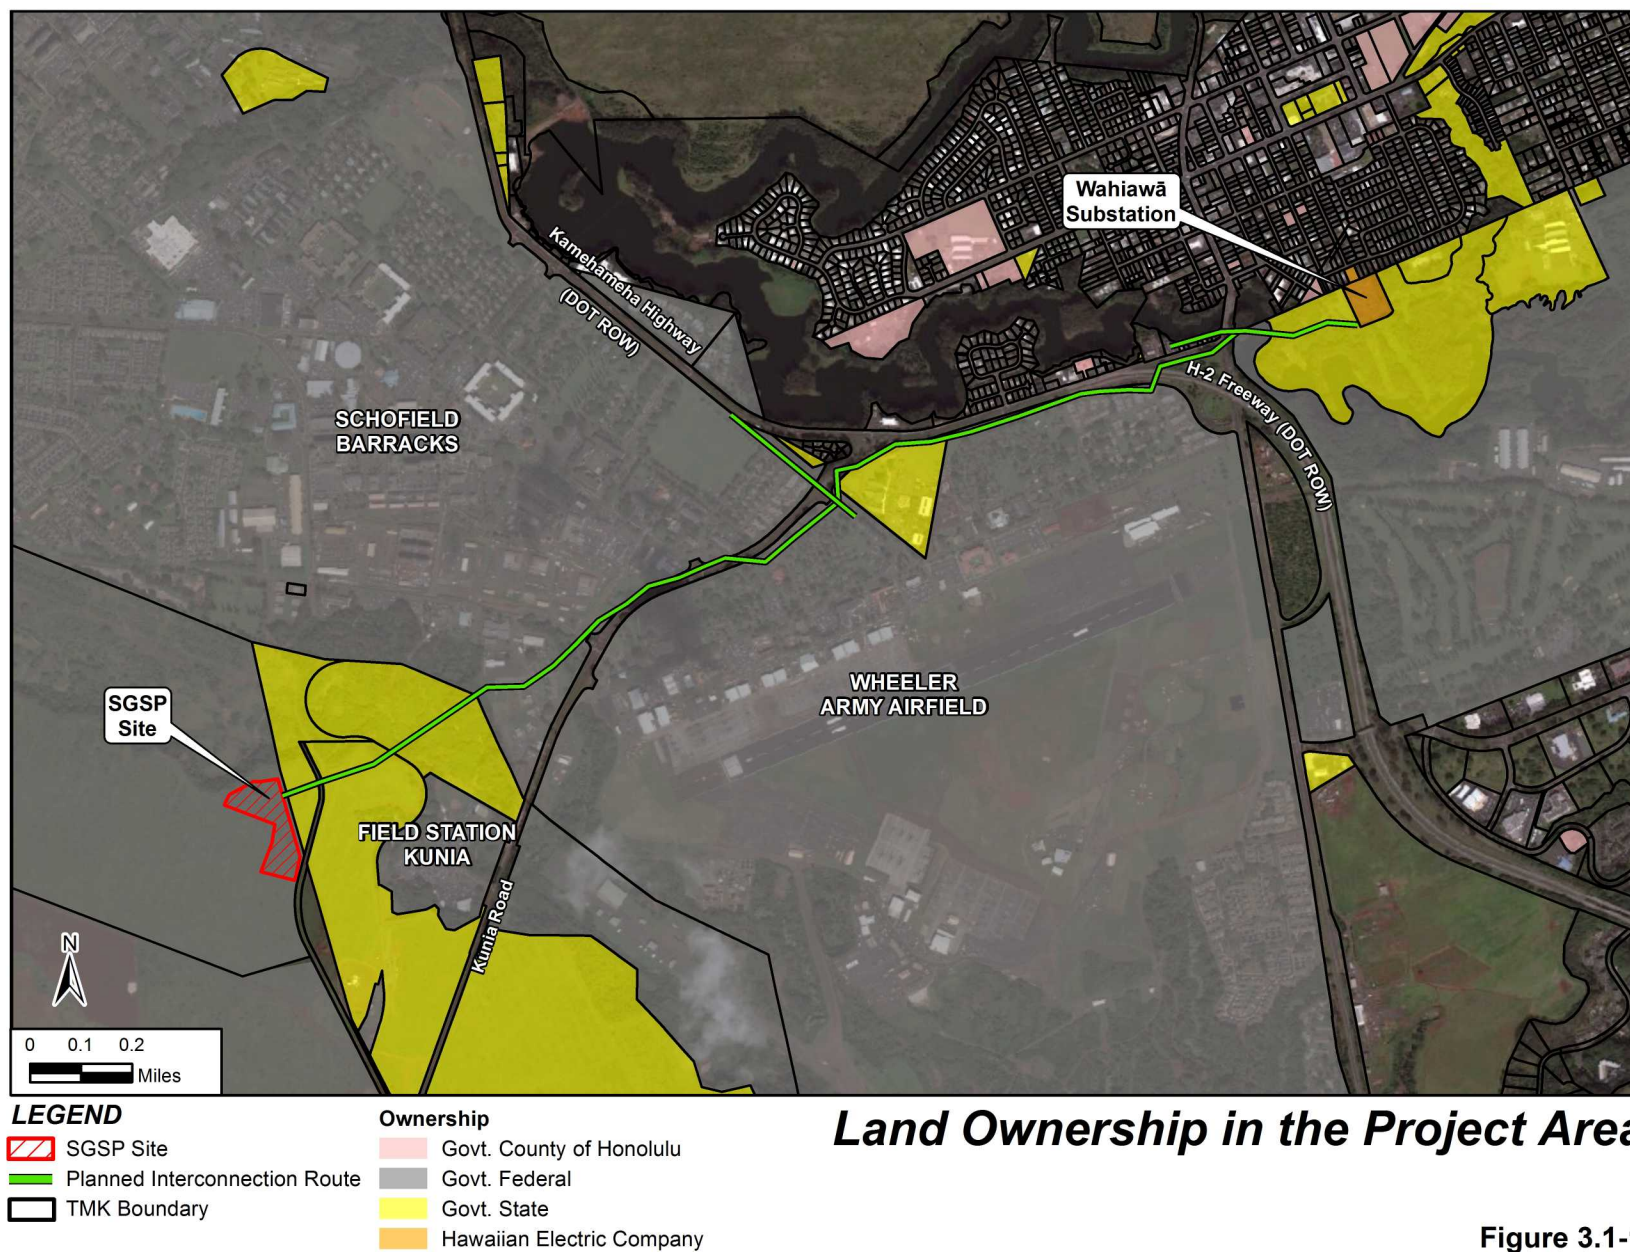 Wahiawā
Substation
Kamehameha Highway
(DOT ROW)
H-2 Freeway (DOT ROW)
SCHOFIELD
BARRACKS
WHEELER
ARMY AIRFIELD
SGSP
Site
FIELD STATION
KUNIA
Kunia Road
N
0 0.1 0.2
Miles
LEGEND
SGSP Site
Planned Interconnection Route
TMK Boundary
Ownership
Govt. County of Honolulu
Govt. Federal
Govt. State
Hawaiian Electric Company
Land Ownership in the Project Area
Figure 3.1-